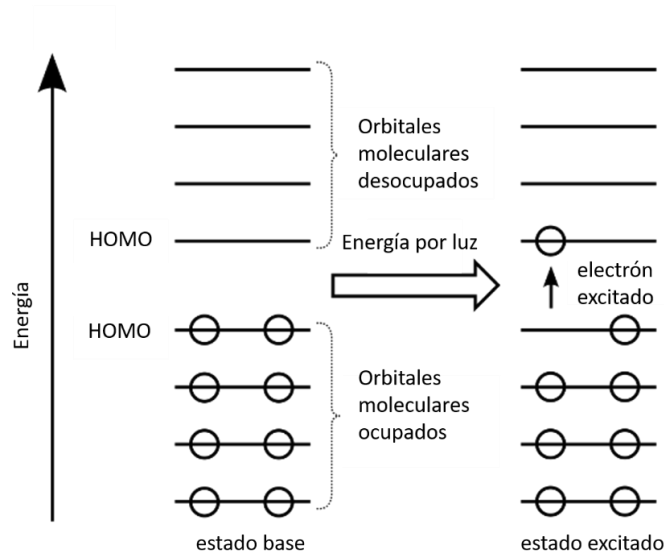 Orbitales
moleculares
desocupados
HOMO
Energía por luz
electrón
excitado
Energía
HOMO
Orbitales
moleculares
ocupados
estado base
estado excitado